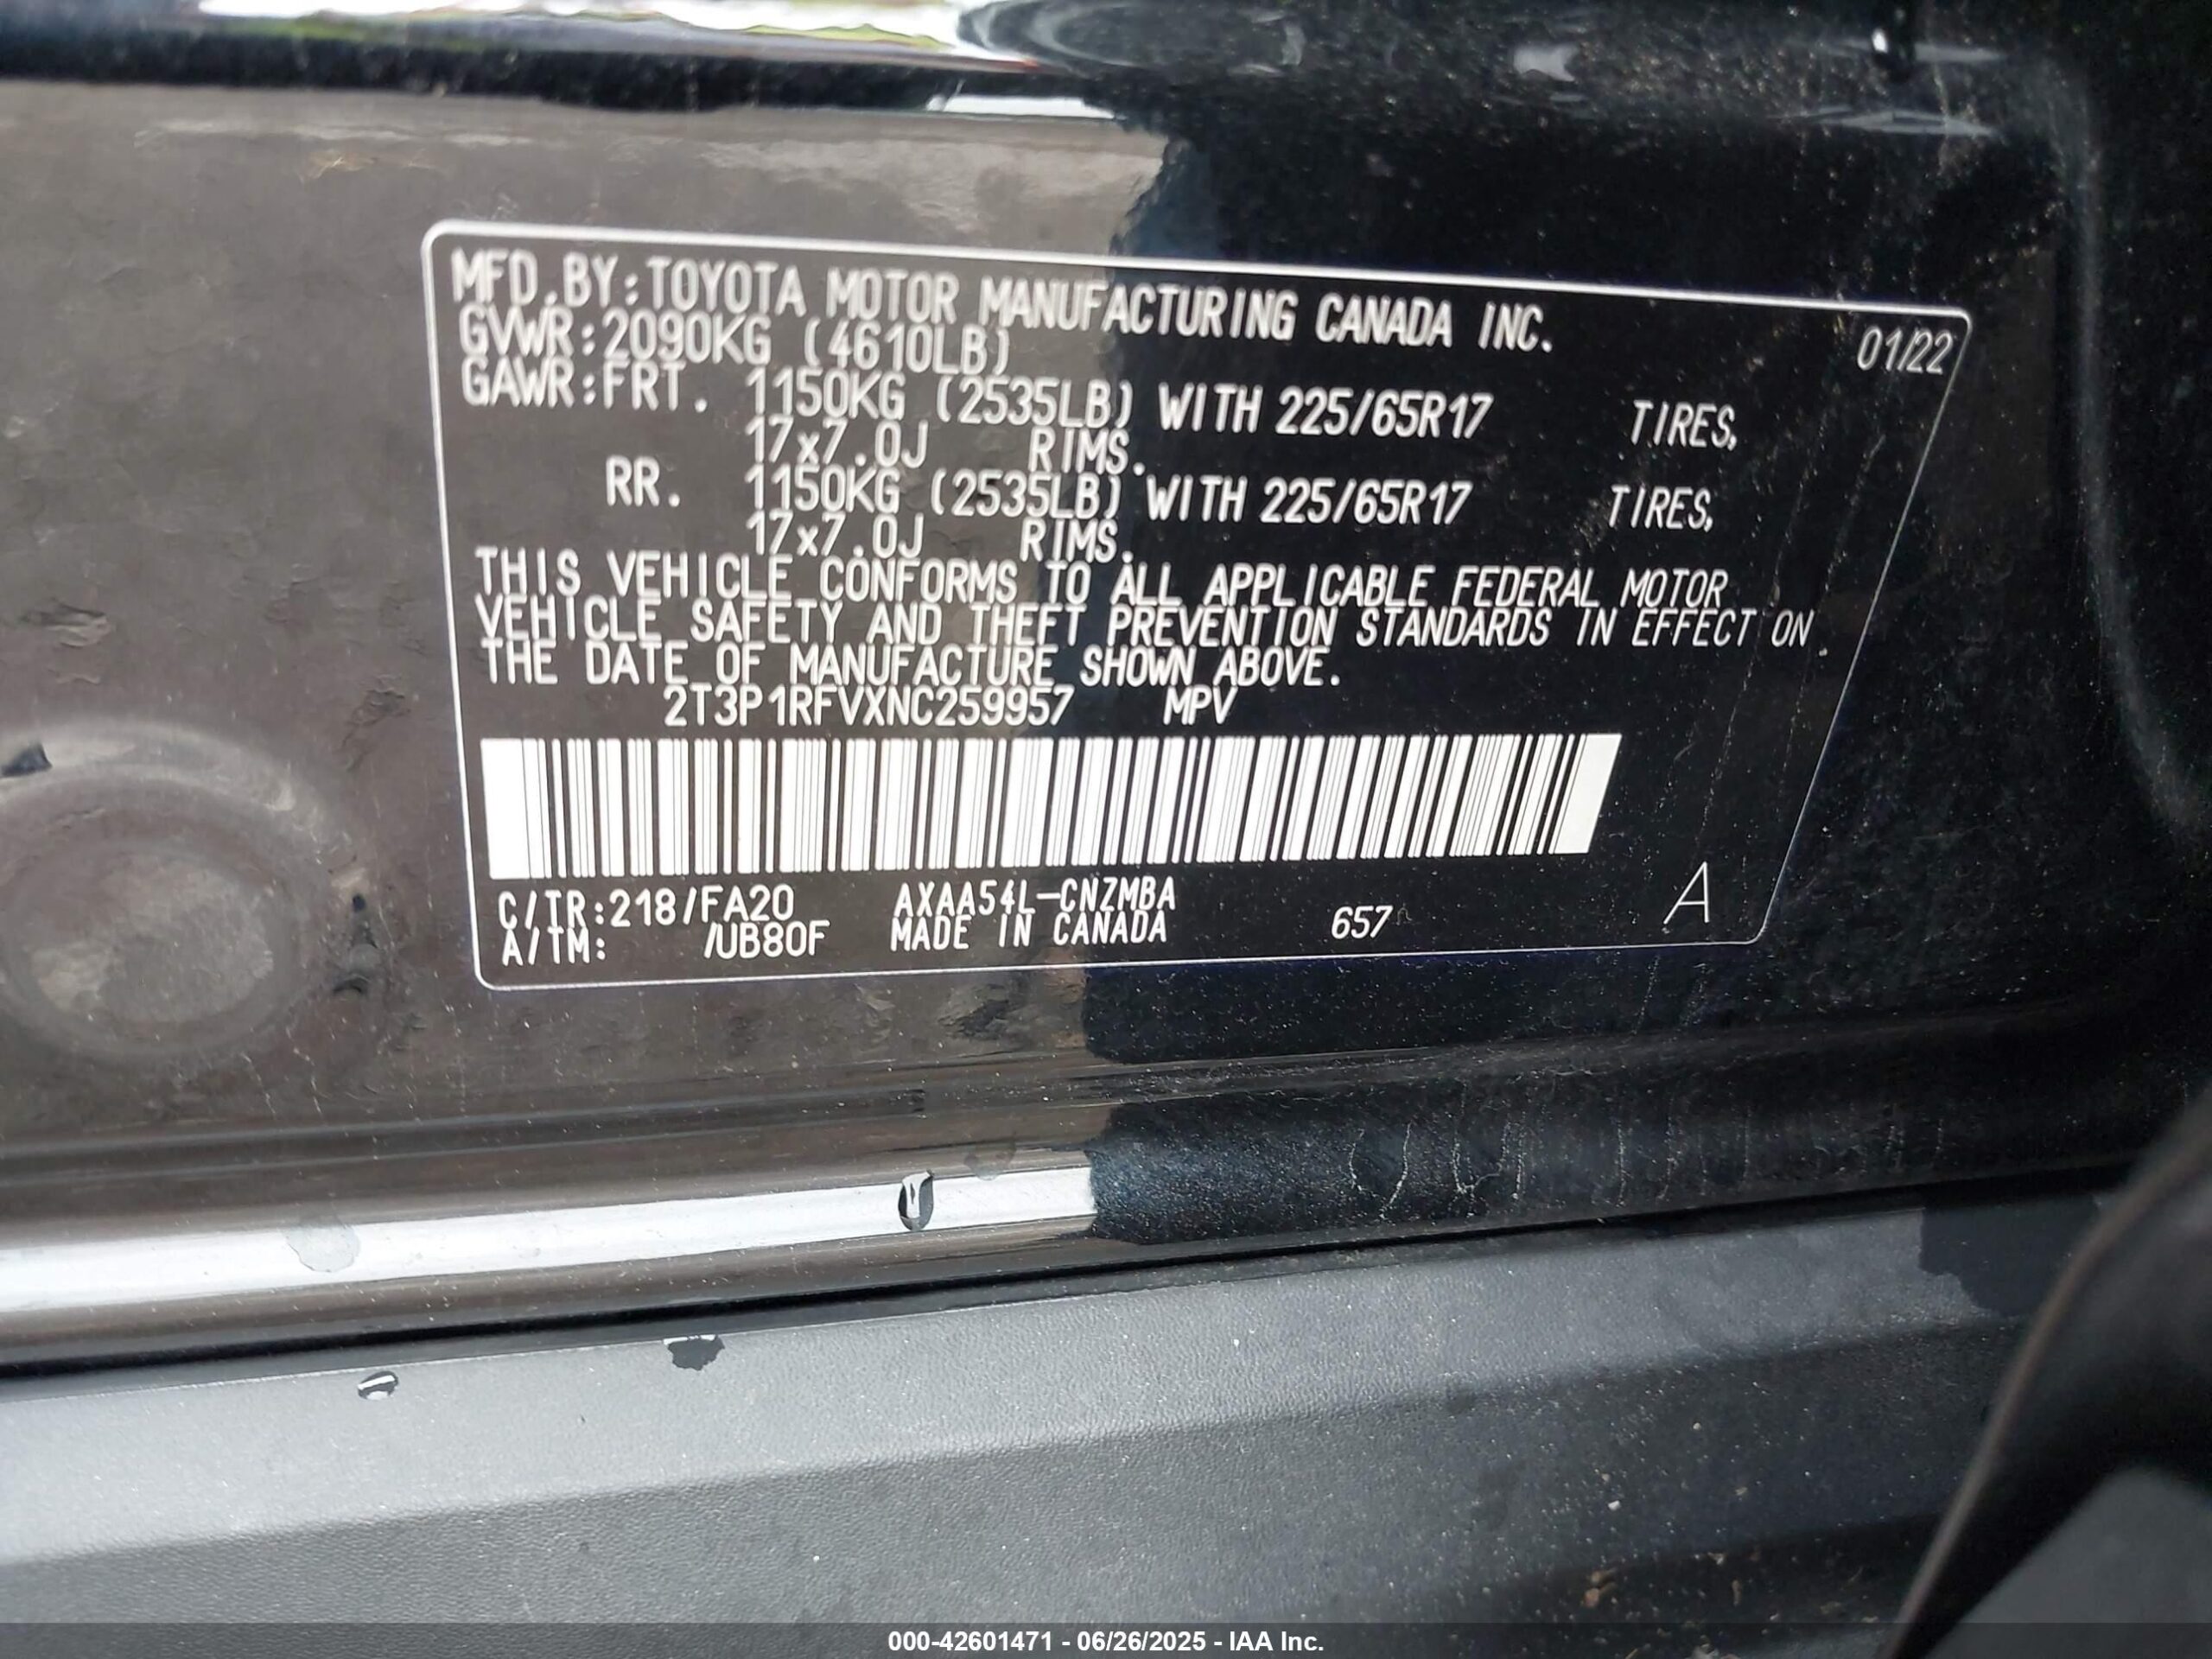 MFD.BY:TOYOTA MOTOR MANUFACTURING CANADA INC.
01/22
GVWR:2090KG (4610LB)
GAWR:FRT. 1150KG (2535LB) WITH 225/65R17 TIRES,
17x7.0J RIMS.
RR. 1150KG (2535LB) WITH 225/65R17 TIRES,
17x7.0J RIMS.
THIS VEHICLE CONFORMS TO ALL APPLICABLE FEDERAL MOTOR
VEHICLE SAFETY AND THEFT PREVENTION STANDARDS IN EFFECT ON
THE DATE OF MANUFACTURE SHOWN ABOVE.
2T3P1RFVXNC259957 MPV
C/TR:218/FA20 AXAA54L-CNZMBA
A/TM: /UB80F MADE IN CANADA 657 A
000-42601471 - 06/26/2025 - IAA Inc.